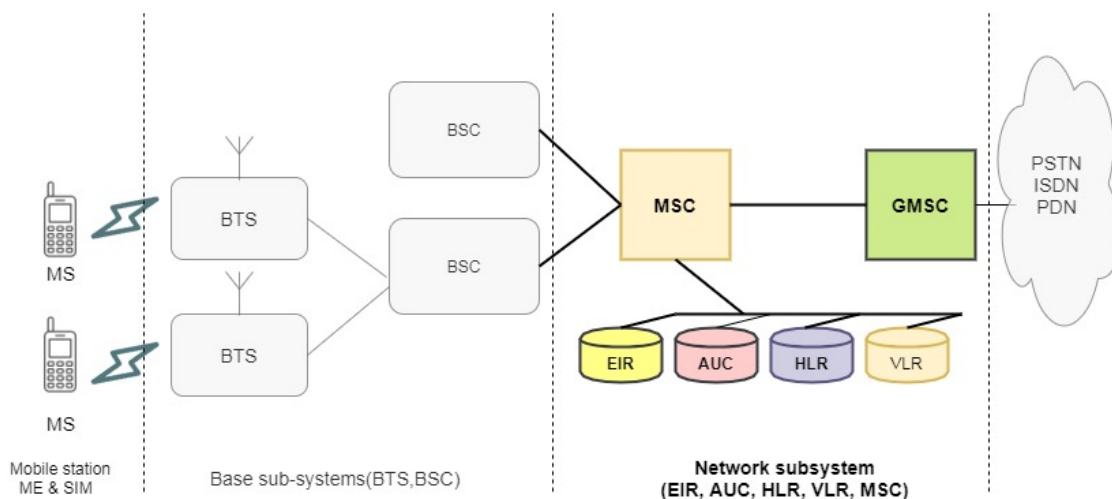 BSC
MSC
GMSC
PSTN
ISDN
PDN
BTS
MS
BSC
BTS
MS
EIR
AUC
HLR
VLR
Mobile station
ME & SIM
Base sub-systems(BTS,BSC)
Network subsystem
(EIR, AUC, HLR, VLR, MSC)